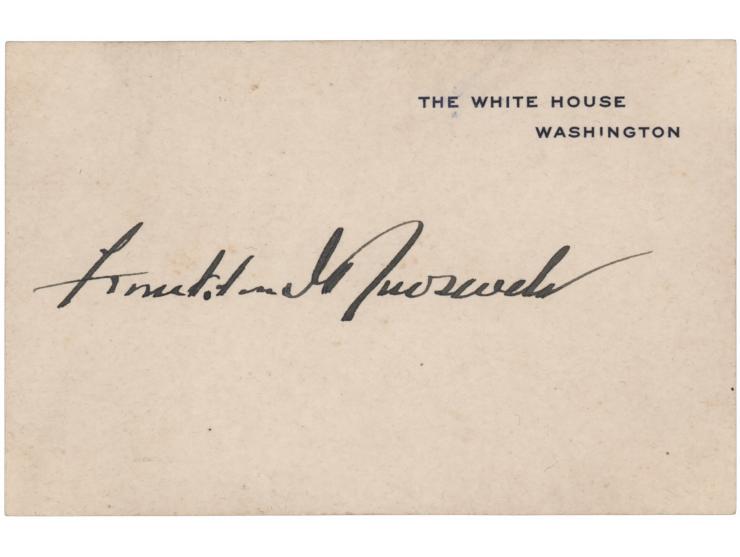 THE WHITE HOUSE
WASHINGTON
Franklin D Roosevelt